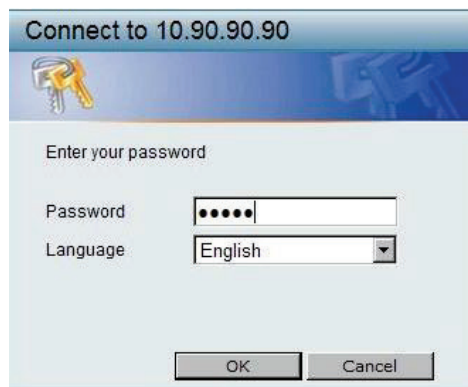 Connect to 10.90.90.90
Enter your password
Password •••••
Language English
OK Cancel